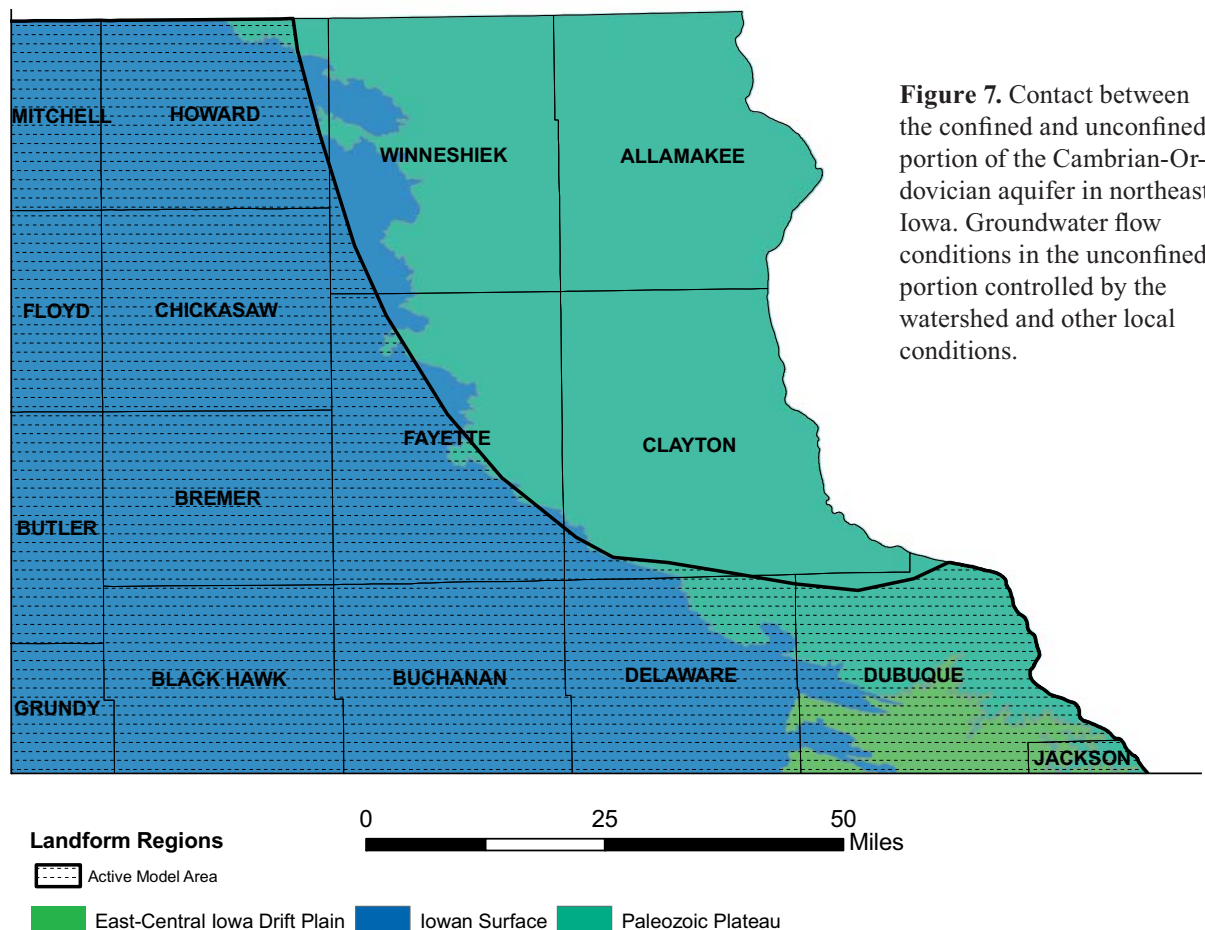 Figure 7. Contact between
the confined and unconfined
portion of the Cambrian-Or-
dovician aquifer in northeast
Iowa. Groundwater flow
conditions in the unconfined
portion controlled by the
watershed and other local
conditions.
MITCHELL
HOWARD
WINNESHIEK
ALLAMAKEE
FLOYD
CHICKASAW
FAYETTE
CLAYTON
BREMER
BUTLER
BLACK HAWK
BUCHANAN
DELAWARE
DUBUQUE
GRUNDY
JACKSON
0 25 50
Miles
Landform Regions
Active Model Area
East-Central Iowa Drift Plain Iowan Surface Paleozoic Plateau